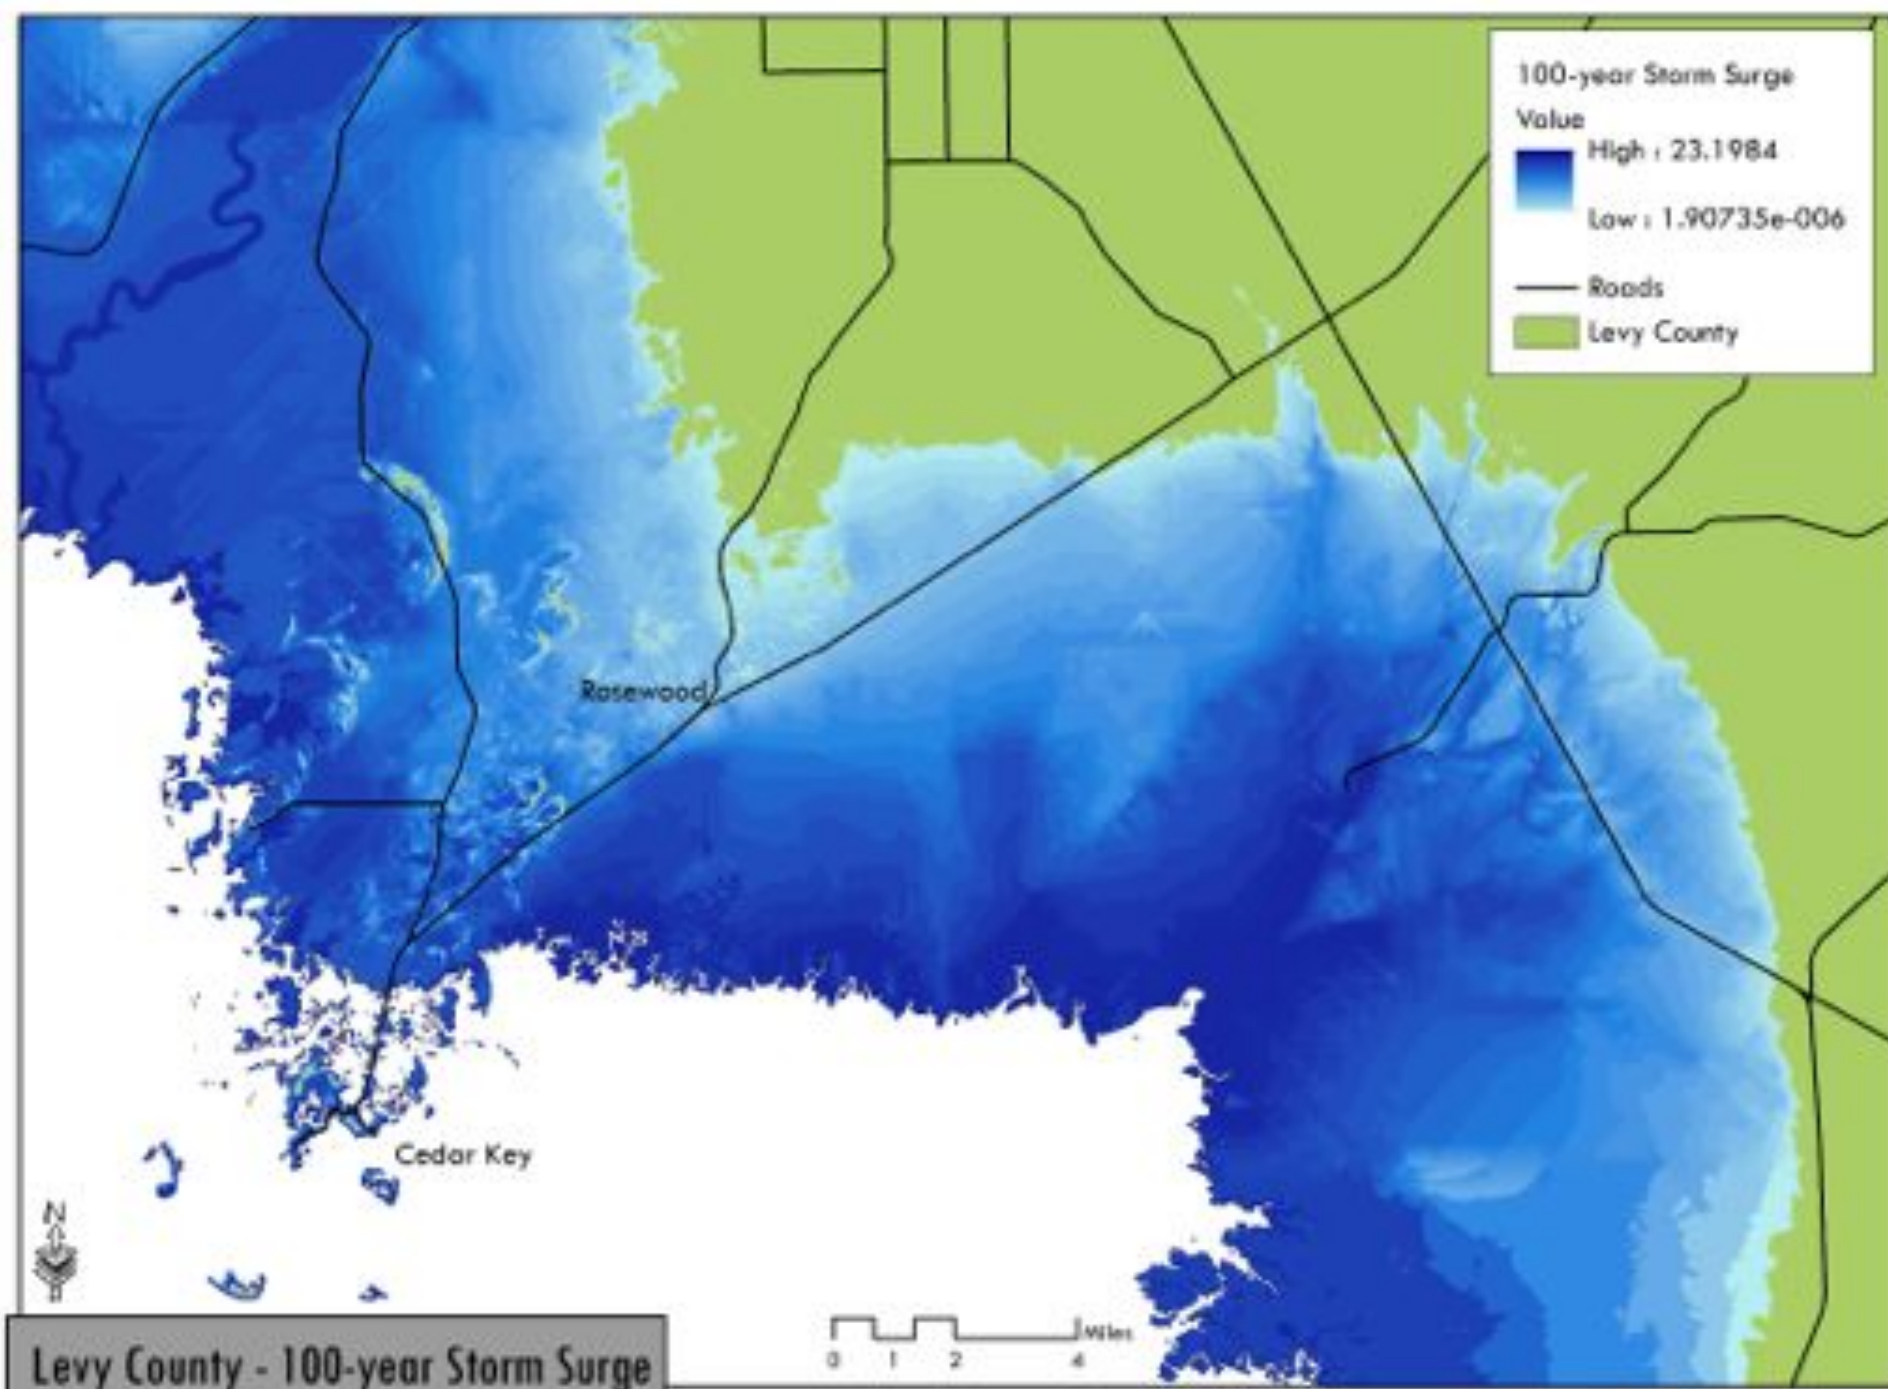 100-year Storm Surge
Value
High : 23.1984
Low : 1.90735e-006
Roads
Levy County
Rosewood
Cedar Key
N
Miles
0 1 2 4
Levy County - 100-year Storm Surge